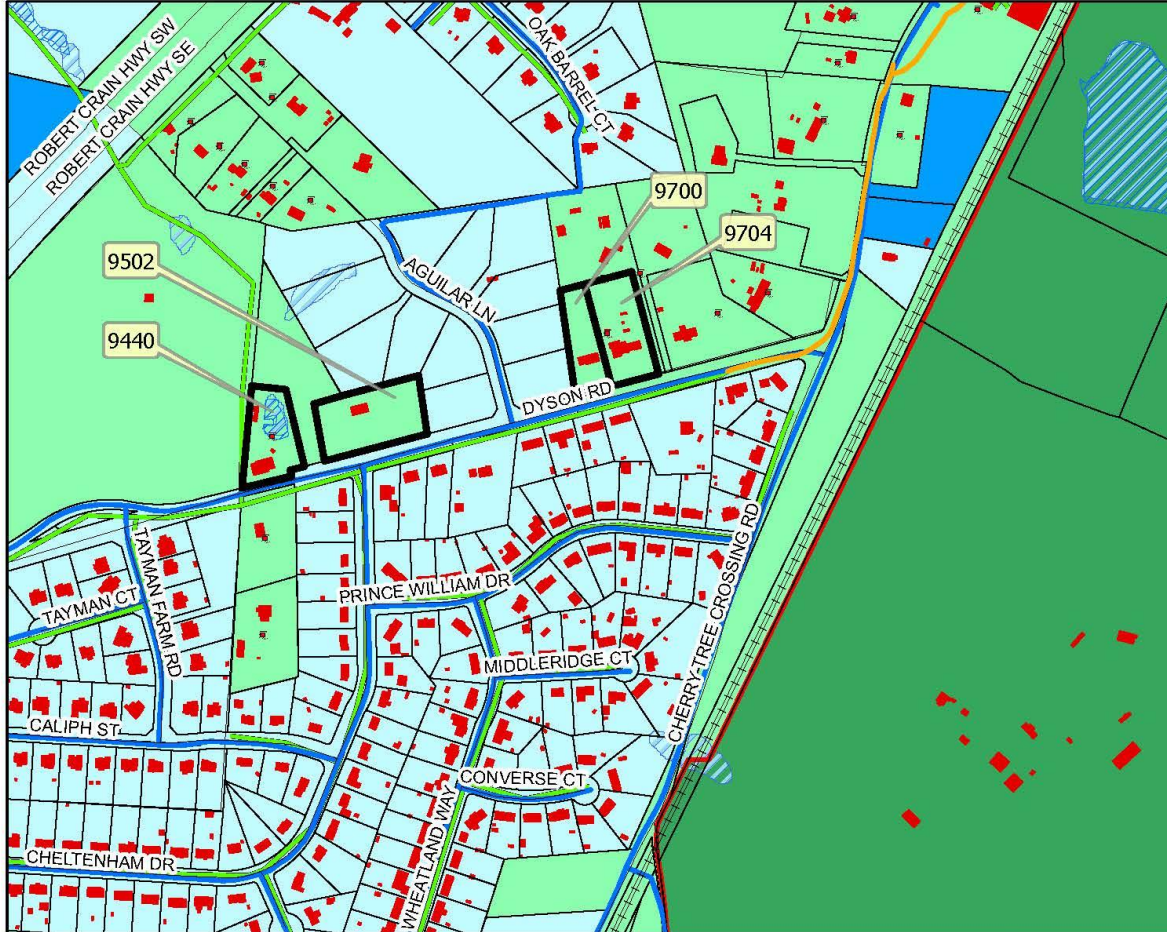 ROBERT CRAIN HWY SW
ROBERT CRAIN HWY SE
OAK BARREL CT
9700
9704
9502
9440
AGUILAR LN
DYSON RD
TAYMAN CT
TAYMAN FARM RD
PRINCE WILLIAM DR
MIDDLERIDGE CT
CHERRY-TREE CROSSING RD
CALIPH ST
CONVERSE CT
WHEATLAND WAY
CHELTENHAM DR